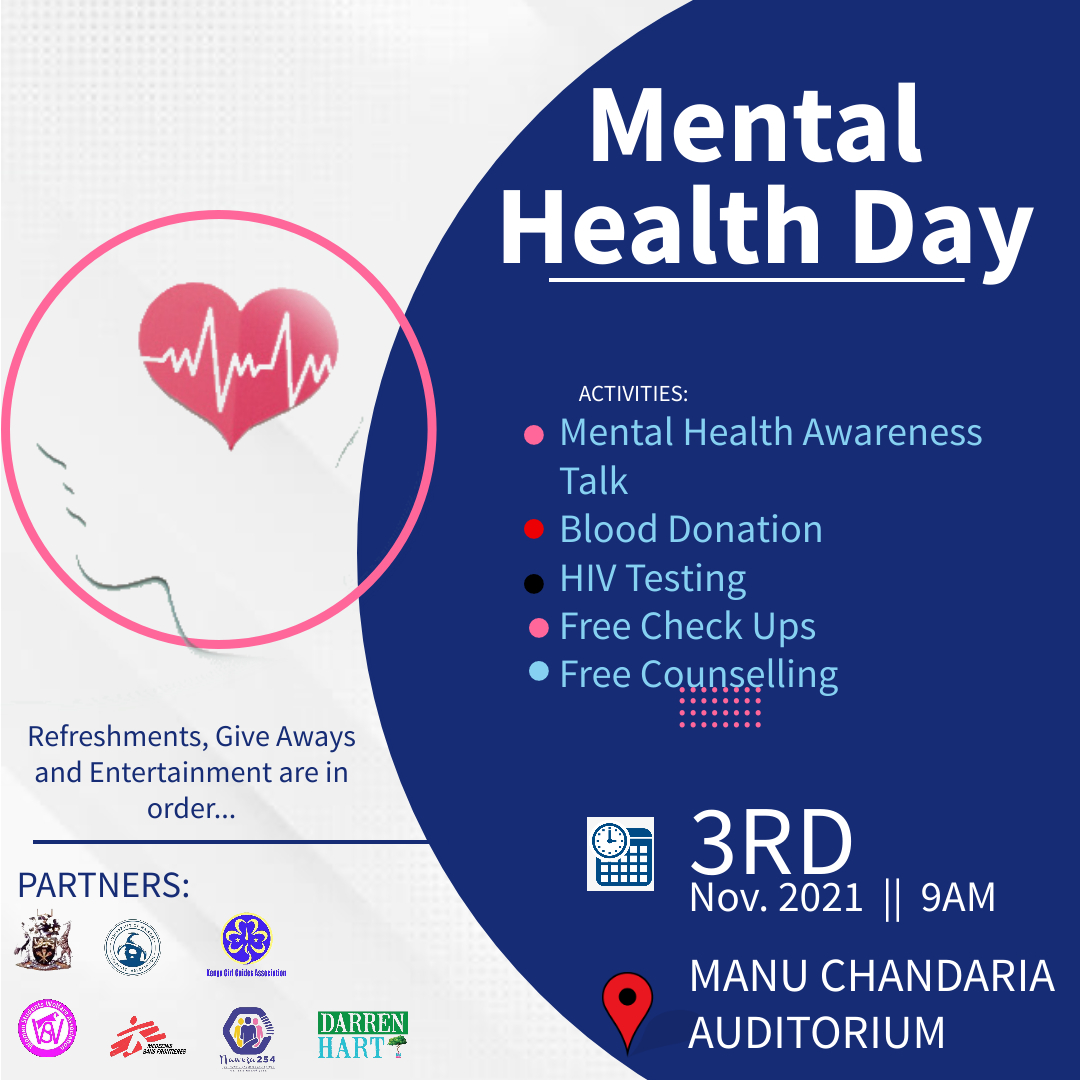 Mental
Health Day
ACTIVITIES:
Mental Health Awareness
Talk
Blood Donation
HIV Testing
Free Check Ups
Free Counselling
Refreshments, Give Aways
and Entertainment are in
order...
3RD
Nov. 2021 || 9AM
MANU CHANDARIA
AUDITORIUM
PARTNERS:
Kenya Girl Guides Association
MEDECINS
SANS FRONTIERES
DARREN
HART